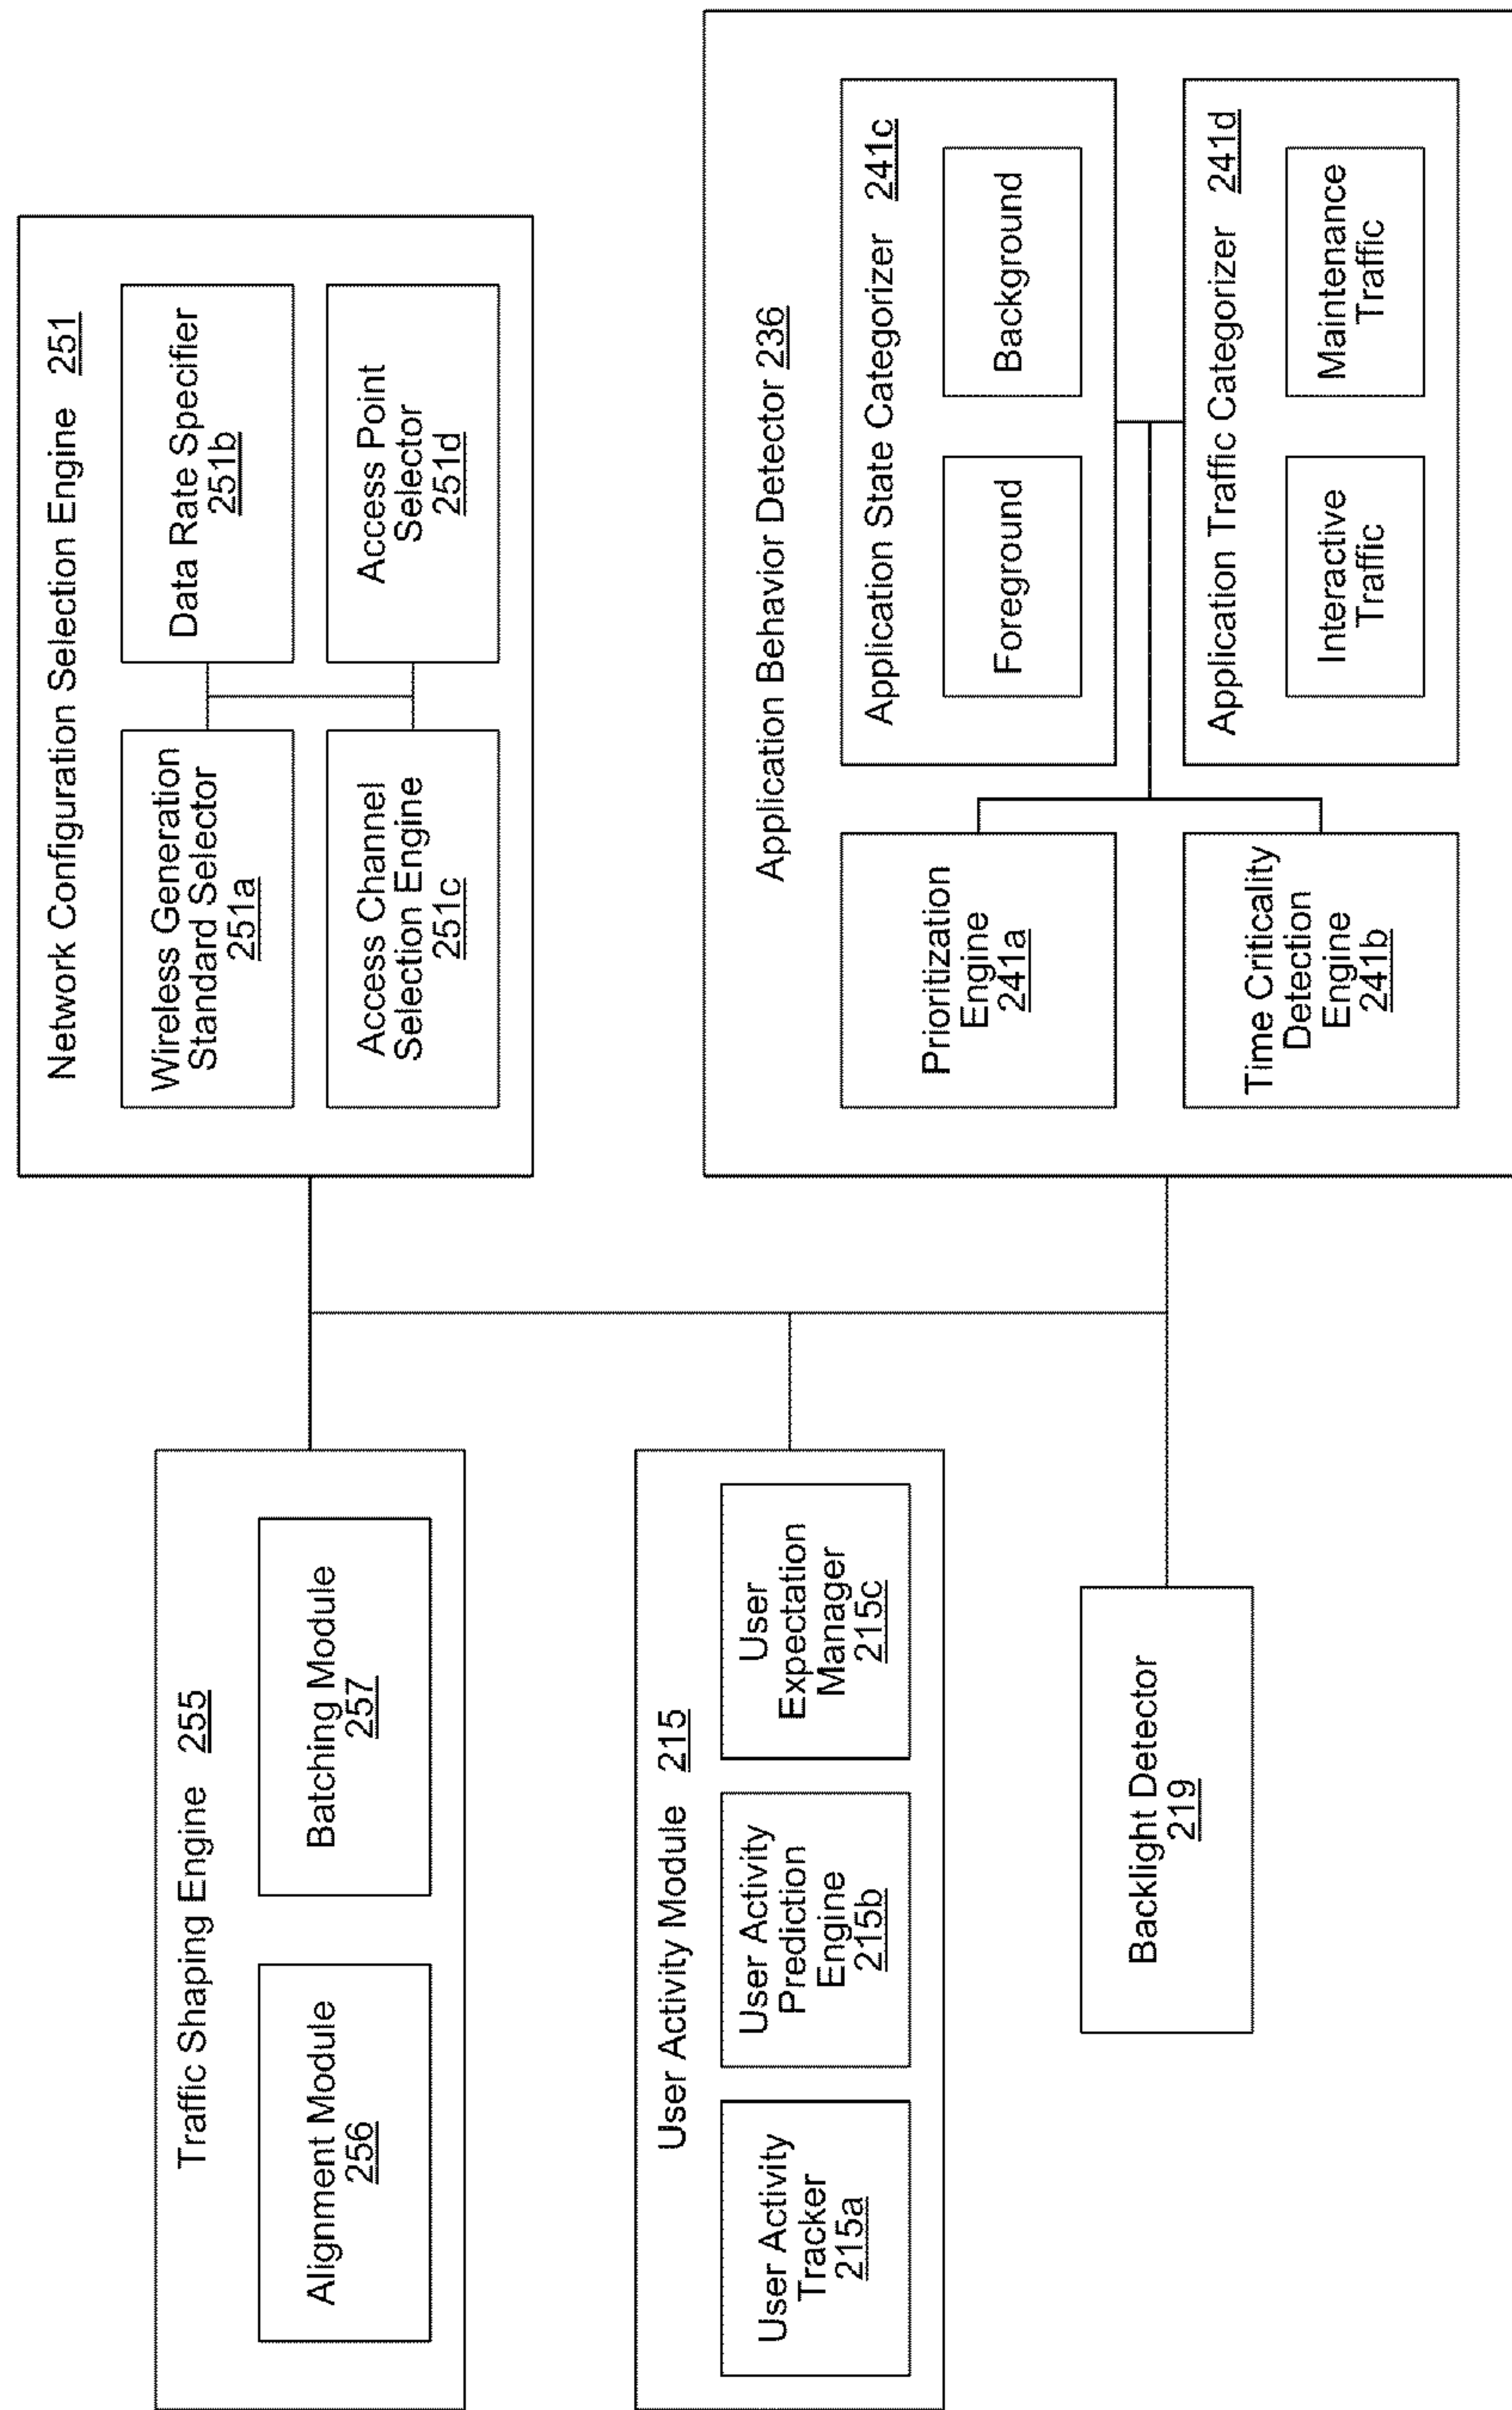 Traffic Shaping Engine 255
Alignment Module
256
Batching Module
257
User Activity Module 215
User Activity
Tracker
215a
User Activity
Prediction
Engine
215b
User
Expectation
Manager
215c
Backlight Detector
219
Network Configuration Selection Engine 251
Wireless Generation
Standard Selector
251a
Data Rate Specifier
251b
Access Channel
Selection Engine
251c
Access Point
Selector
251d
Application Behavior Detector 236
Prioritization
Engine
241a
Time Criticality
Detection
Engine
241b
Application State Categorizer 241c
Foreground
Background
Application Traffic Categorizer 241d
Interactive
Traffic
Maintenance
Traffic